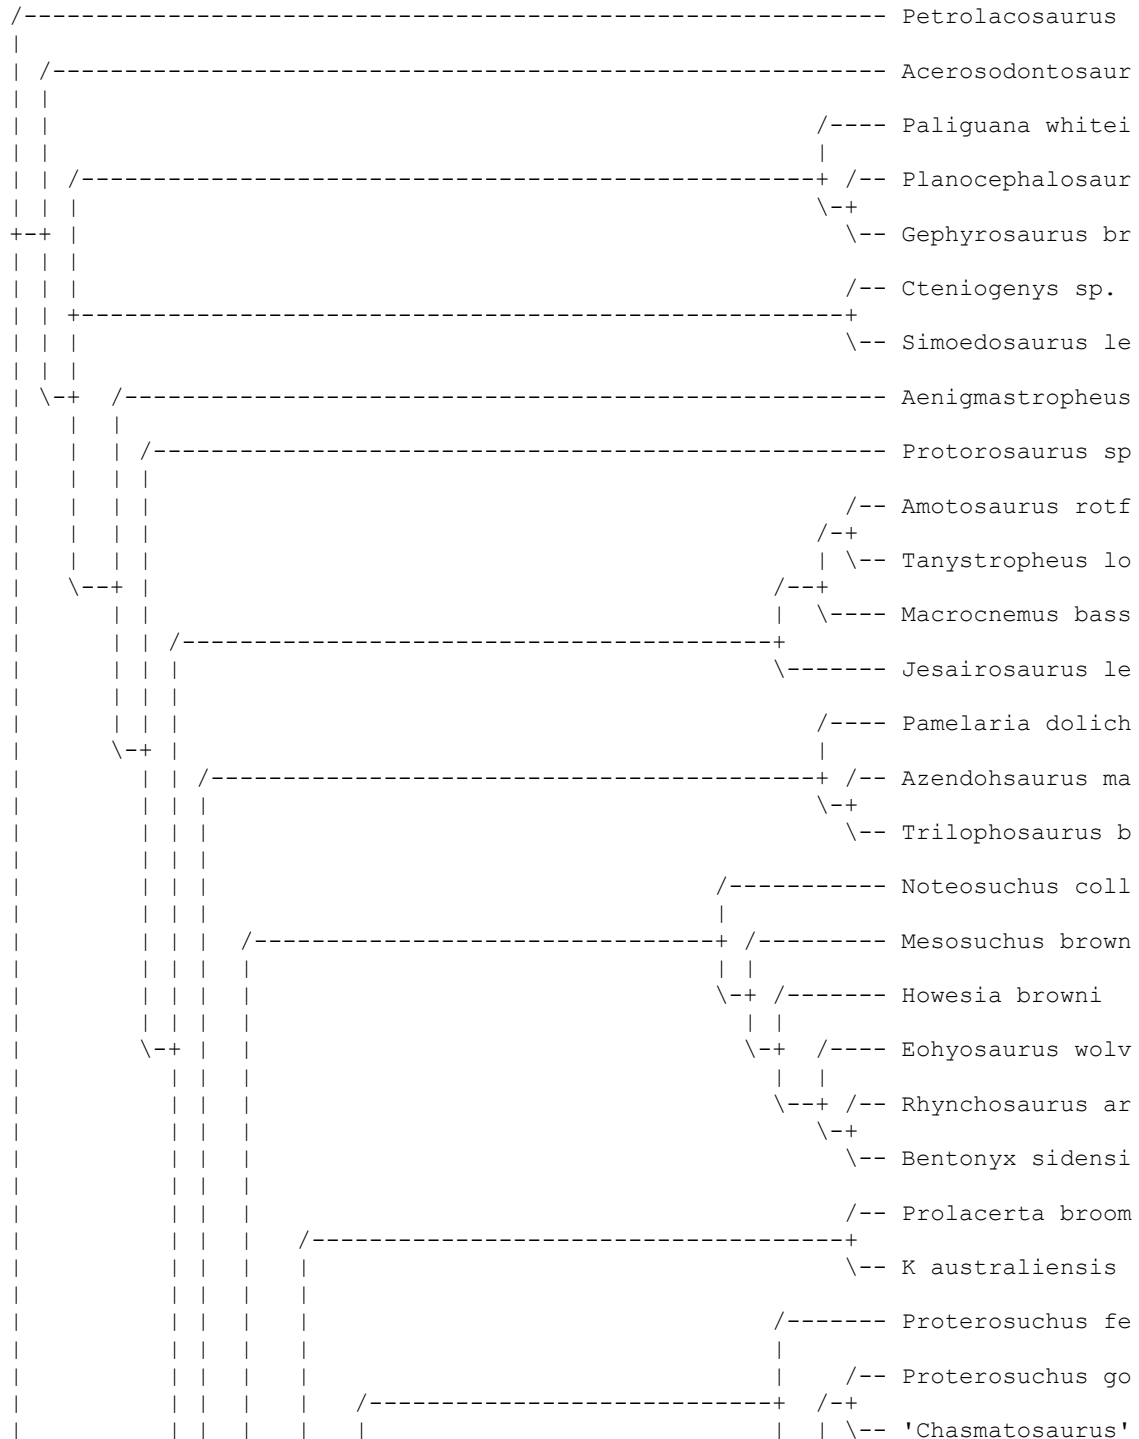 Petrolacosaurus
Acerosodontosaur
Paliguana whitei
Planocephalosaur
Gephyrosaurus br
Cteniogenys sp.
Simoedosaurus le
Aenigmastropheus
Protorosaurus sp
Amotosaurus rotf
Tanystropheus lo
Macrocnemus bass
Jesairosaurus le
Pamelaria dolich
Azendohsaurus ma
Trilophosaurus b
Noteosuchus coll
Mesosuchus brown
Howesia browni
Eohyosaurus wolv
Rhynchosaurus ar
Bentonyx sidensi
Prolacerta broom
K australiensis
Proterosuchus fe
Proterosuchus go
'Chasmatosaurus'